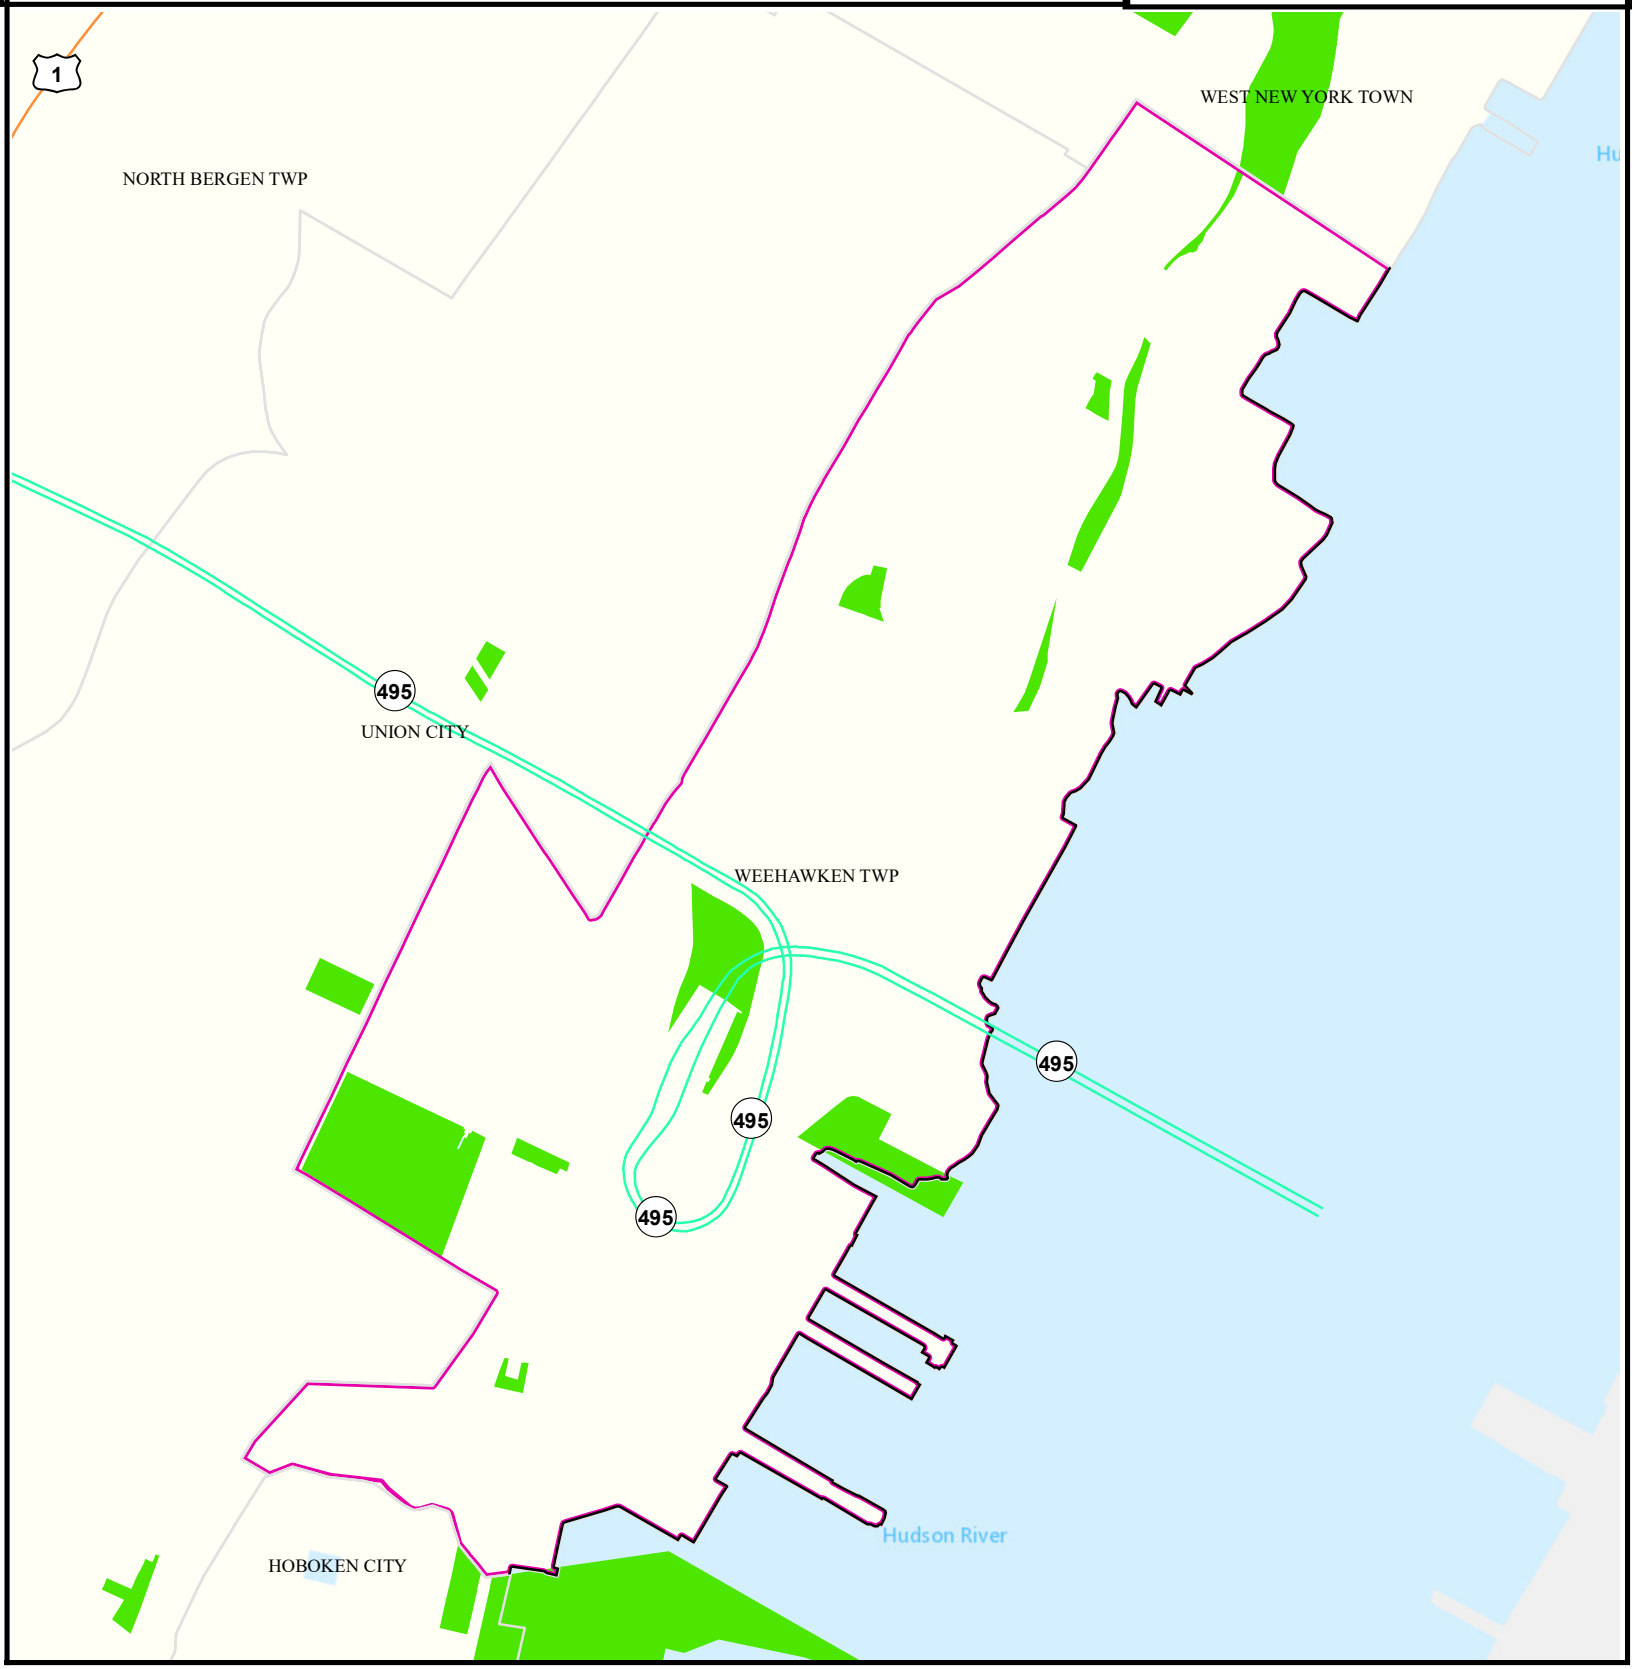 1
WEST NEW YORK TOWN
Hu
NORTH BERGEN TWP
495
UNION CITY
WEEHAWKEN TWP
495
495
495
Hudson River
HOBOKEN CITY